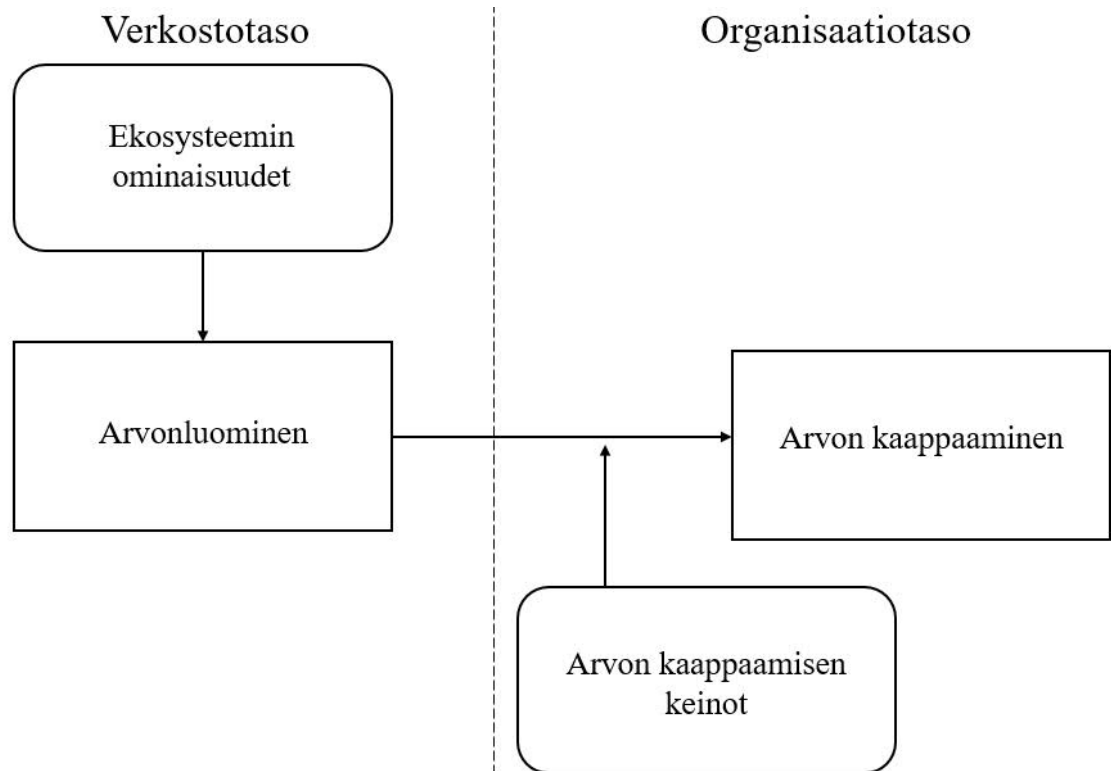 Verkostotaso
Organisaatiotaso
Ekosysteemin
ominaisuudet
Arvonluominen
Arvon kaappaaminen
Arvon kaappaamisen
keinot